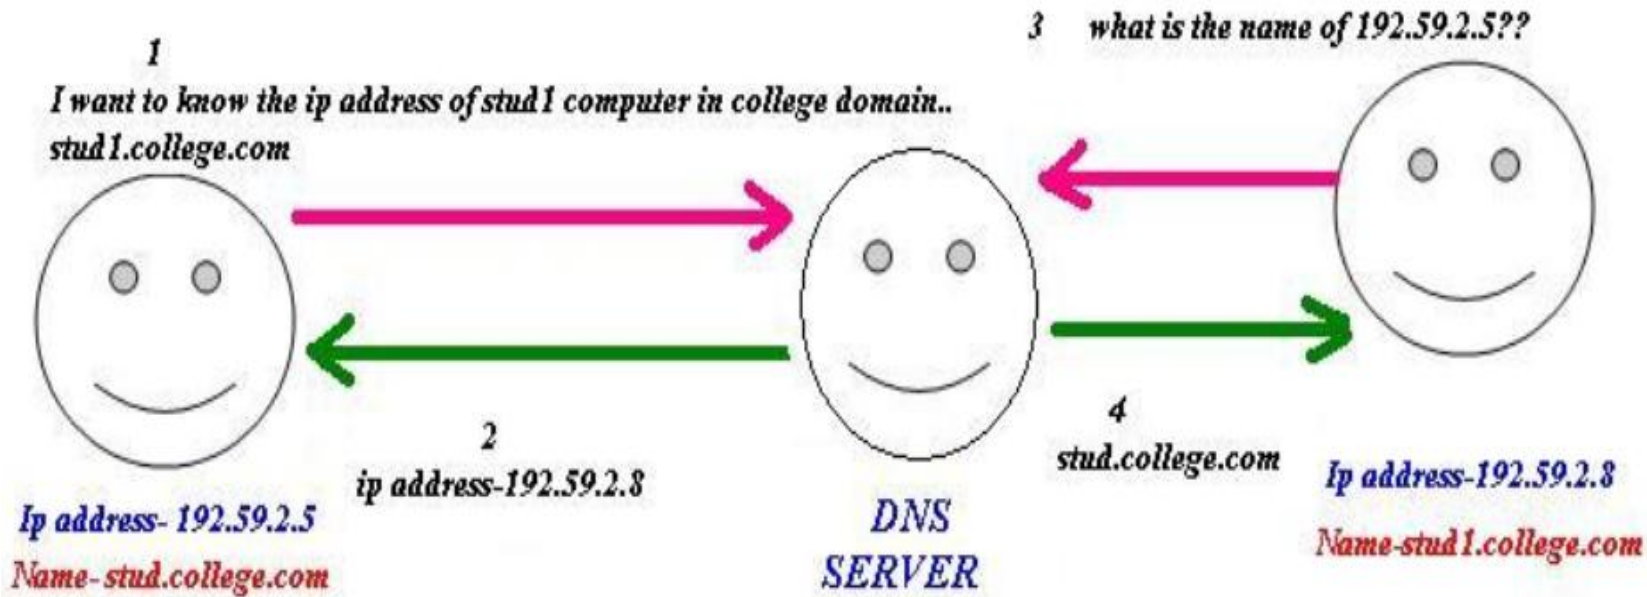 1
I want to know the ip address of stud1 computer in college domain..
stud1.college.com
3 what is the name of 192.59.2.5??
2
ip address-192.59.2.8
4
stud.college.com
Ip address- 192.59.2.5
Name- stud.college.com
DNS
SERVER
Ip address-192.59.2.8
Name-stud1.college.com